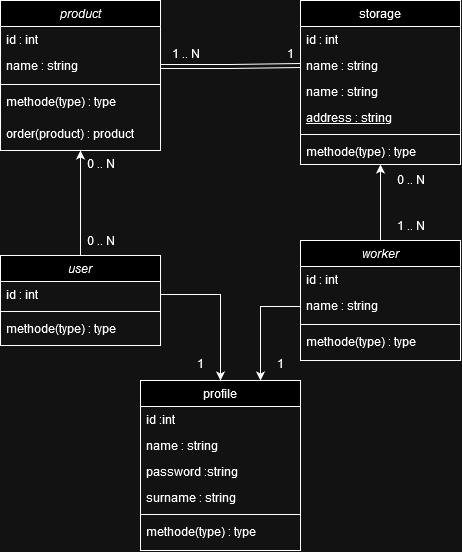 product
id : int
name : string
methode(type) : type
order(product) : product
1 .. N
1
storage
id : int
name : string
name : string
address : string
methode(type) : type
0 .. N
0 .. N
0 .. N
1 .. N
user
id : int
methode(type) : type
worker
id : int
name : string
methode(type) : type
1
1
profile
id :int
name : string
password :string
surname : string
methode(type) : type